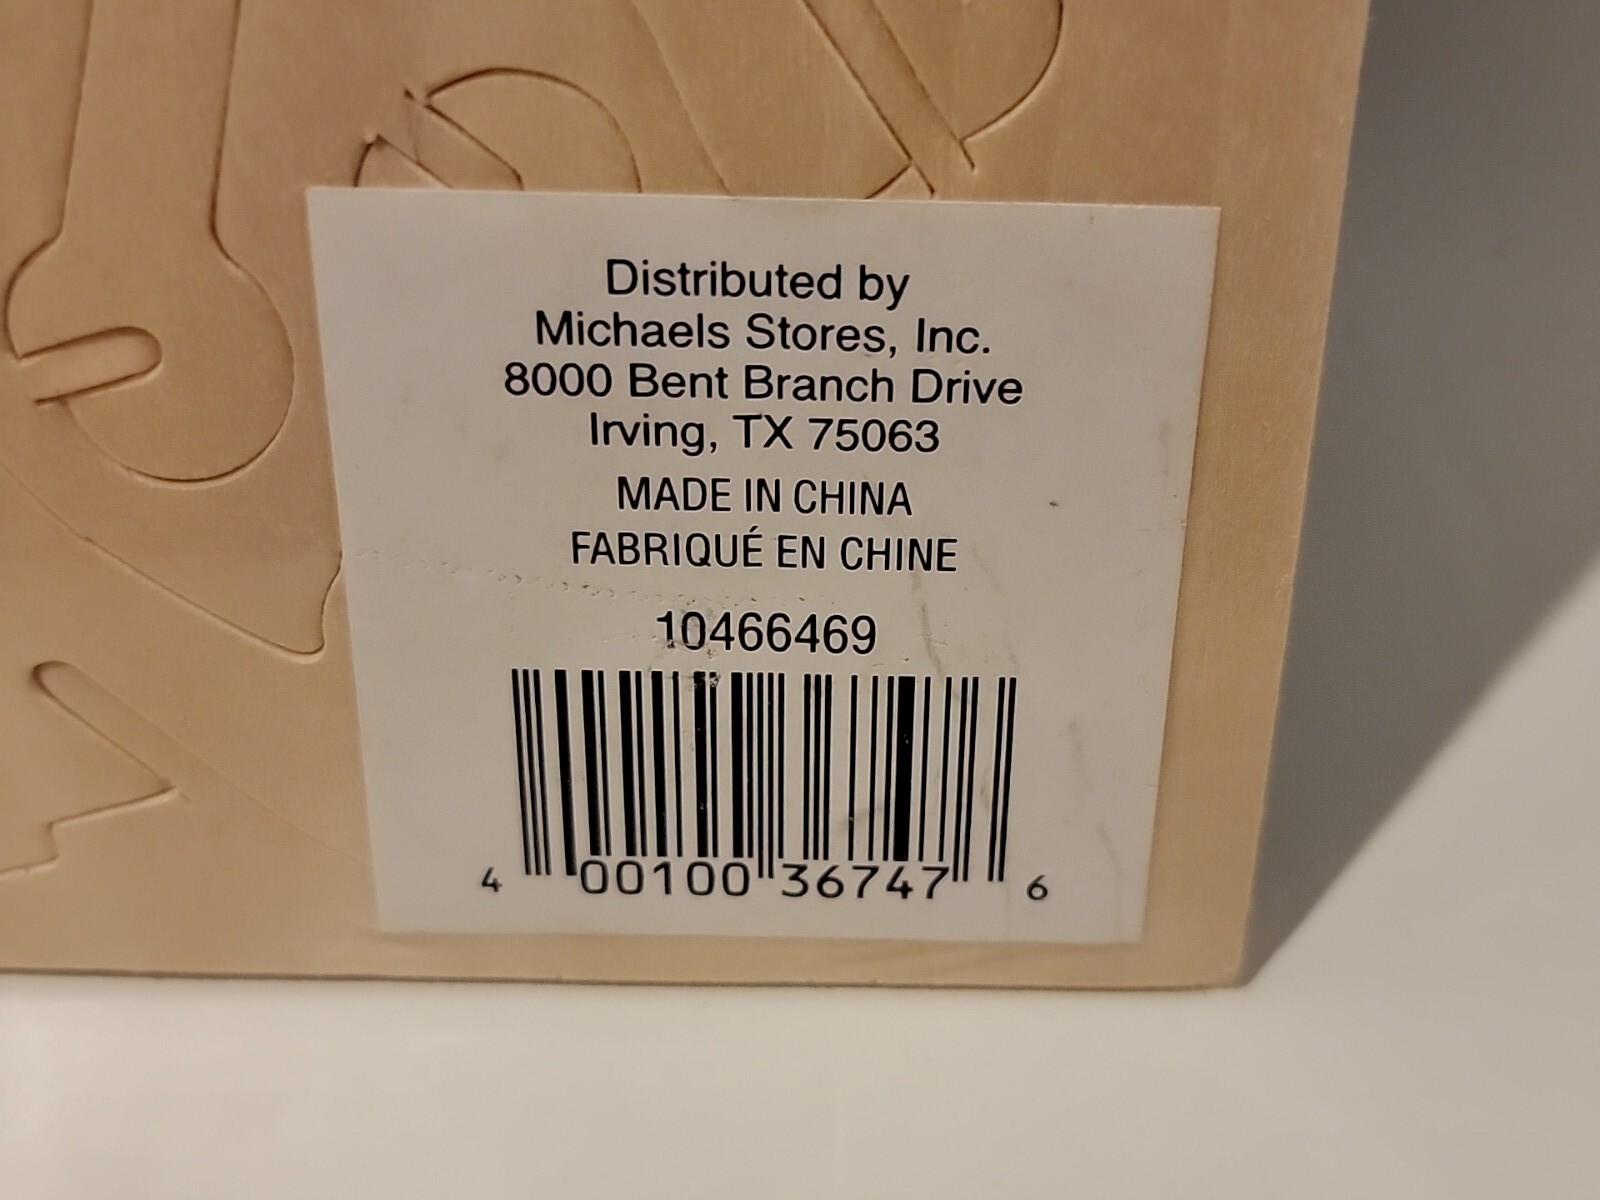 Distributed by
Michaels Stores, Inc.
8000 Bent Branch Drive
Irving, TX 75063
MADE IN CHINA
FABRIQUÉ EN CHINE
10466469
4 00100 36747 6